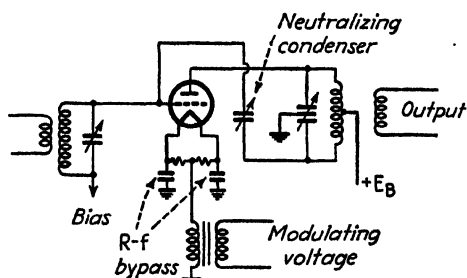 Neutralizing
condenser
Output
+E_B
Bias
R-f
bypass
Modulating
voltage